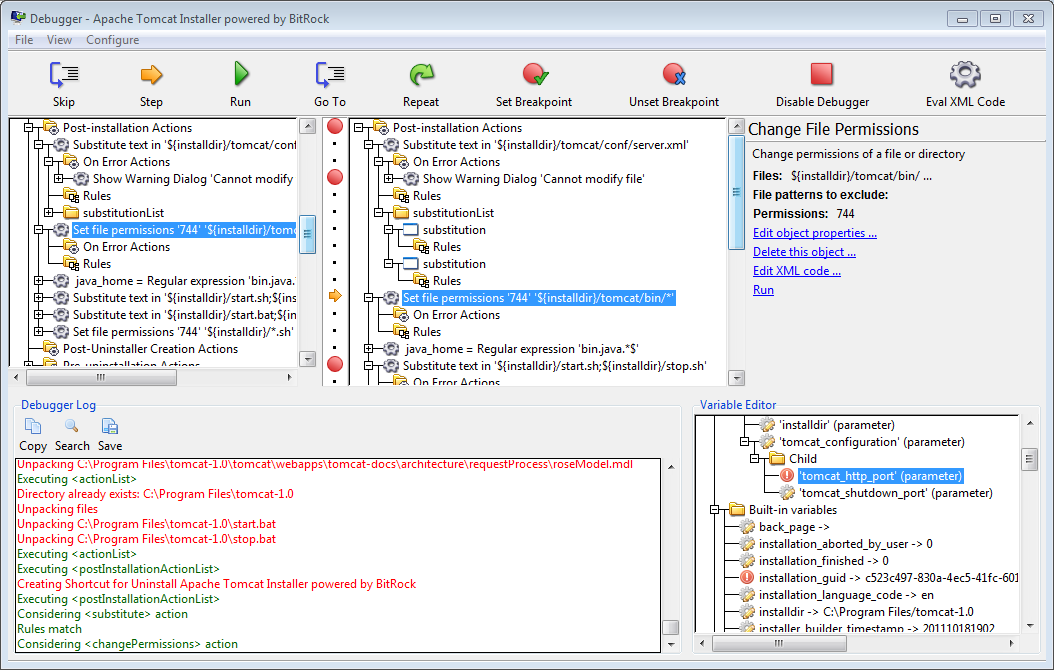 Debugger - Apache Tomcat Installer powered by BitRock
File View Configure
Skip Step Run Go To Repeat Set Breakpoint Unset Breakpoint Disable Debugger Eval XML Code
Post-installation Actions
Substitute text in '${installdir}/tomcat/conf
On Error Actions
Show Warning Dialog 'Cannot modify
Rules
substitutionList
Set file permissions '744' '${installdir}/tomc
On Error Actions
Rules
java_home = Regular expression 'bin.java.
Substitute text in '${installdir}/start.sh;${ins
Substitute text in '${installdir}/start.bat;${in
Set file permissions '744' '${installdir}/*.sh'
Post-Uninstaller Creation Actions
Pre-uninstallation Actions
Post-installation Actions
Substitute text in '${installdir}/tomcat/conf/server.xml'
On Error Actions
Show Warning Dialog 'Cannot modify file'
Rules
substitutionList
substitution
Rules
substitution
Rules
Set file permissions '744' '${installdir}/tomcat/bin/*'
On Error Actions
Rules
java_home = Regular expression 'bin.java.*$'
Substitute text in '${installdir}/start.sh;${installdir}/stop.sh'
On Error Actions
Change File Permissions
Change permissions of a file or directory
Files: ${installdir}/tomcat/bin/ ...
File patterns to exclude:
Permissions: 744
Edit object properties ...
Delete this object ...
Edit XML code ...
Run
Debugger Log
Copy Search Save
Unpacking C:\Program Files\tomcat-1.0\tomcat\webapps\tomcat-docs\architecture\requestProcess\roseModel.mdl
Executing <actionList>
Directory already exists: C:\Program Files\tomcat-1.0
Unpacking files
Unpacking C:\Program Files\tomcat-1.0\start.bat
Unpacking C:\Program Files\tomcat-1.0\stop.bat
Executing <actionList>
Executing <postInstallationActionList>
Creating Shortcut for Uninstall Apache Tomcat Installer powered by BitRock
Executing <postInstallationActionList>
Considering <substitute> action
Rules match
Considering <changePermissions> action
Variable Editor
'installdir' (parameter)
'tomcat_configuration' (parameter)
Child
'tomcat_http_port' (parameter)
'tomcat_shutdown_port' (parameter)
Built-in variables
back_page ->
installation_aborted_by_user -> 0
installation_finished -> 0
installation_guid -> c523c497-830a-4ec5-41fc-601
installation_language_code -> en
installdir -> C:\Program Files/tomcat-1.0
installer_builder_timestamp -> 201110181902